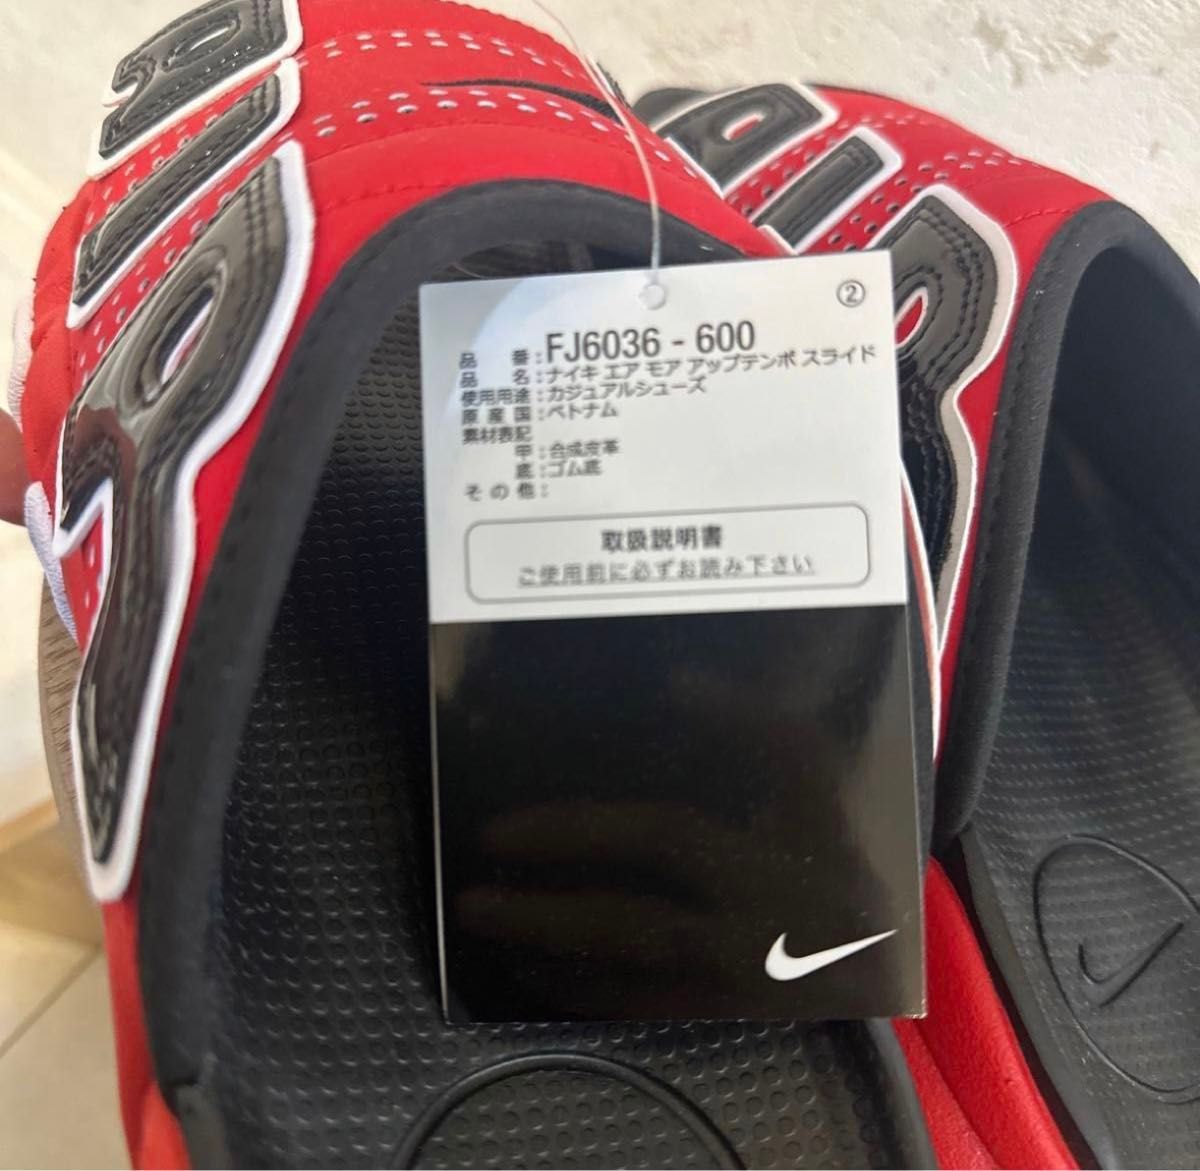 AIR
AIR
②
品 番:FJ6036-600
品 名:ナイキ エア モア アップテンポ スライド
使用用途:カジュアルシューズ
原産国:ベトナム
素材表記
甲:合成皮革
底:ゴム底
その他:
取扱説明書
ご使用前に必ずお読み下さい